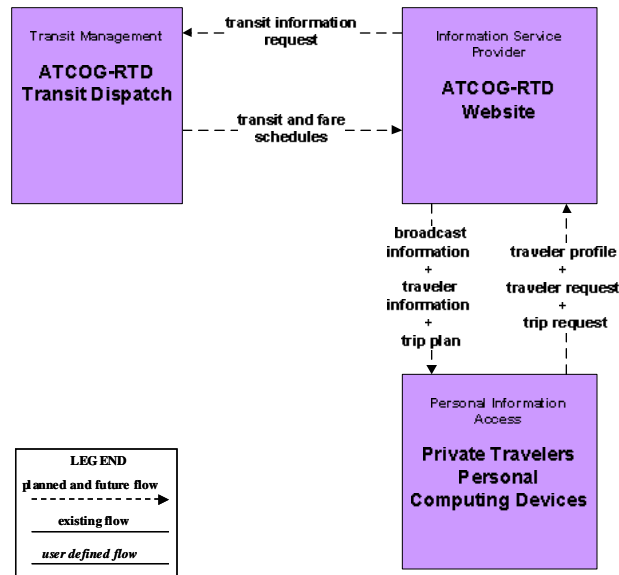 Transit Management
ATCOG-RTD
Transit Dispatch
transit information
request
Information Service
Provider
ATCOG-RTD
Website
transit and fare
schedules
broadcast
information
+
traveler
information
+
trip plan
traveler profile
+
traveler request
+
trip request
Personal Information
Access
Private Travelers
Personal
Computing Devices
LEGEND
planned and future flow
existing flow
user defined flow